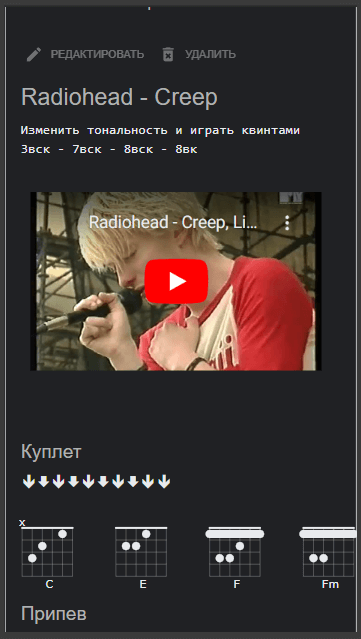 РЕДАКТИРОВАТЬ УДАЛИТЬ
Radiohead - Creep
Изменить тональность и играть квинтами
3вск - 7вск - 8вск - 8вк
Radiohead - Creep, Li...
Куплет
x
C E F Fm
Припев